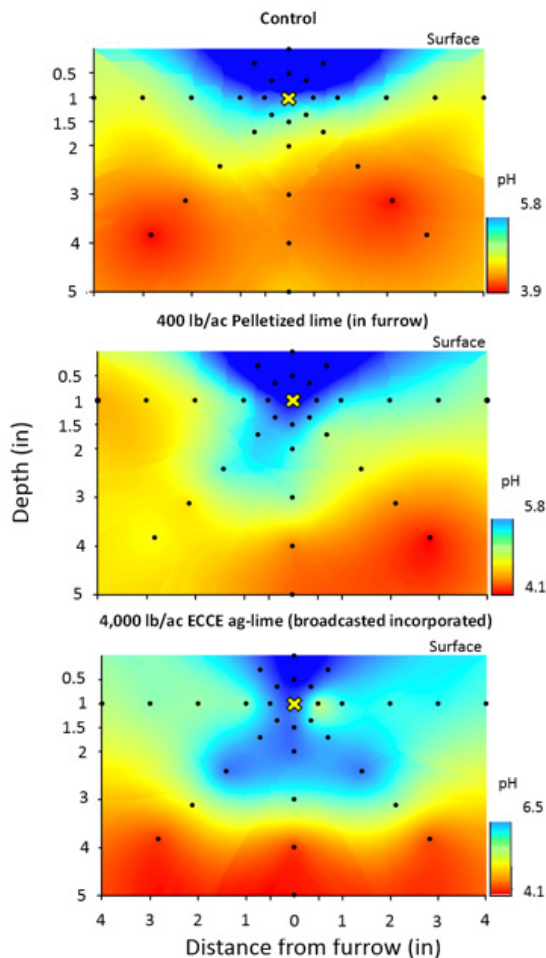 Control
Surface
0.5
1
1.5
2
3
4
5
pH
5.8
3.9
400 lb/ac Pelletized lime (in furrow)
Surface
0.5
1
1.5
2
3
4
5
Depth (in)
5.8
4.1
4,000 lb/ac ECCE ag-lime (broadcasted incorporated)
Surface
0.5
1
1.5
2
3
4
5
pH
6.5
4.1
4 3 2 1 0 1 2 3 4
Distance from furrow (in)